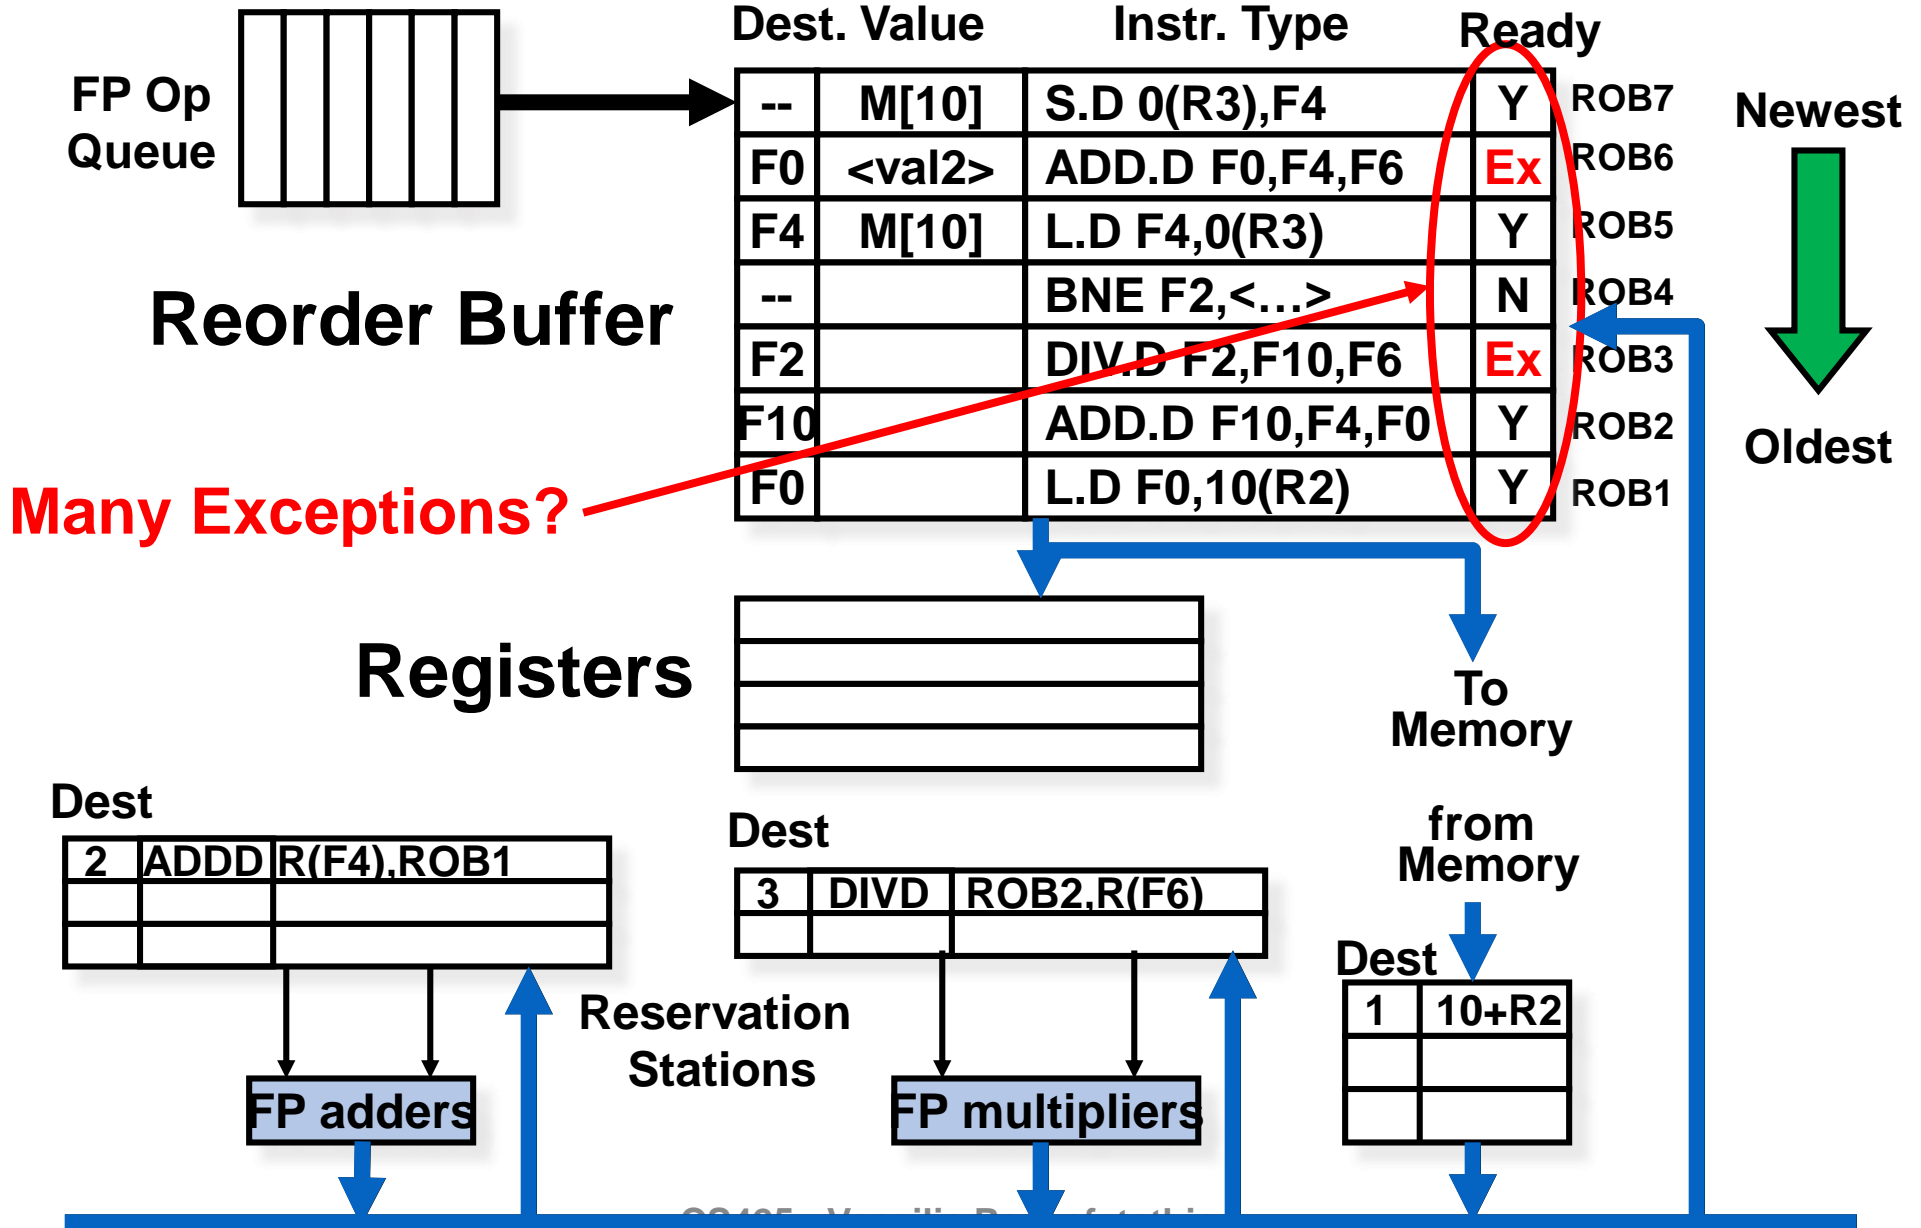 Dest. Value Instr. Type Ready
FP Op
Queue
-- M[10] S.D 0(R3),F4 Y ROB7
F0 <val2> ADD.D F0,F4,F6 Ex ROB6
F4 M[10] L.D F4,0(R3) Y ROB5
-- BNE F2,<…> N ROB4
F2 DIV.D F2,F10,F6 Ex ROB3
F10 ADD.D F10,F4,F0 Y ROB2
F0 L.D F0,10(R2) Y ROB1
Newest
Oldest
Reorder Buffer
Many Exceptions?
Registers
To
Memory
Dest
2 ADDD R(F4),ROB1
Dest
3 DIVD ROB2,R(F6)
from
Memory
Dest
1 10+R2
Reservation
Stations
FP adders
FP multipliers